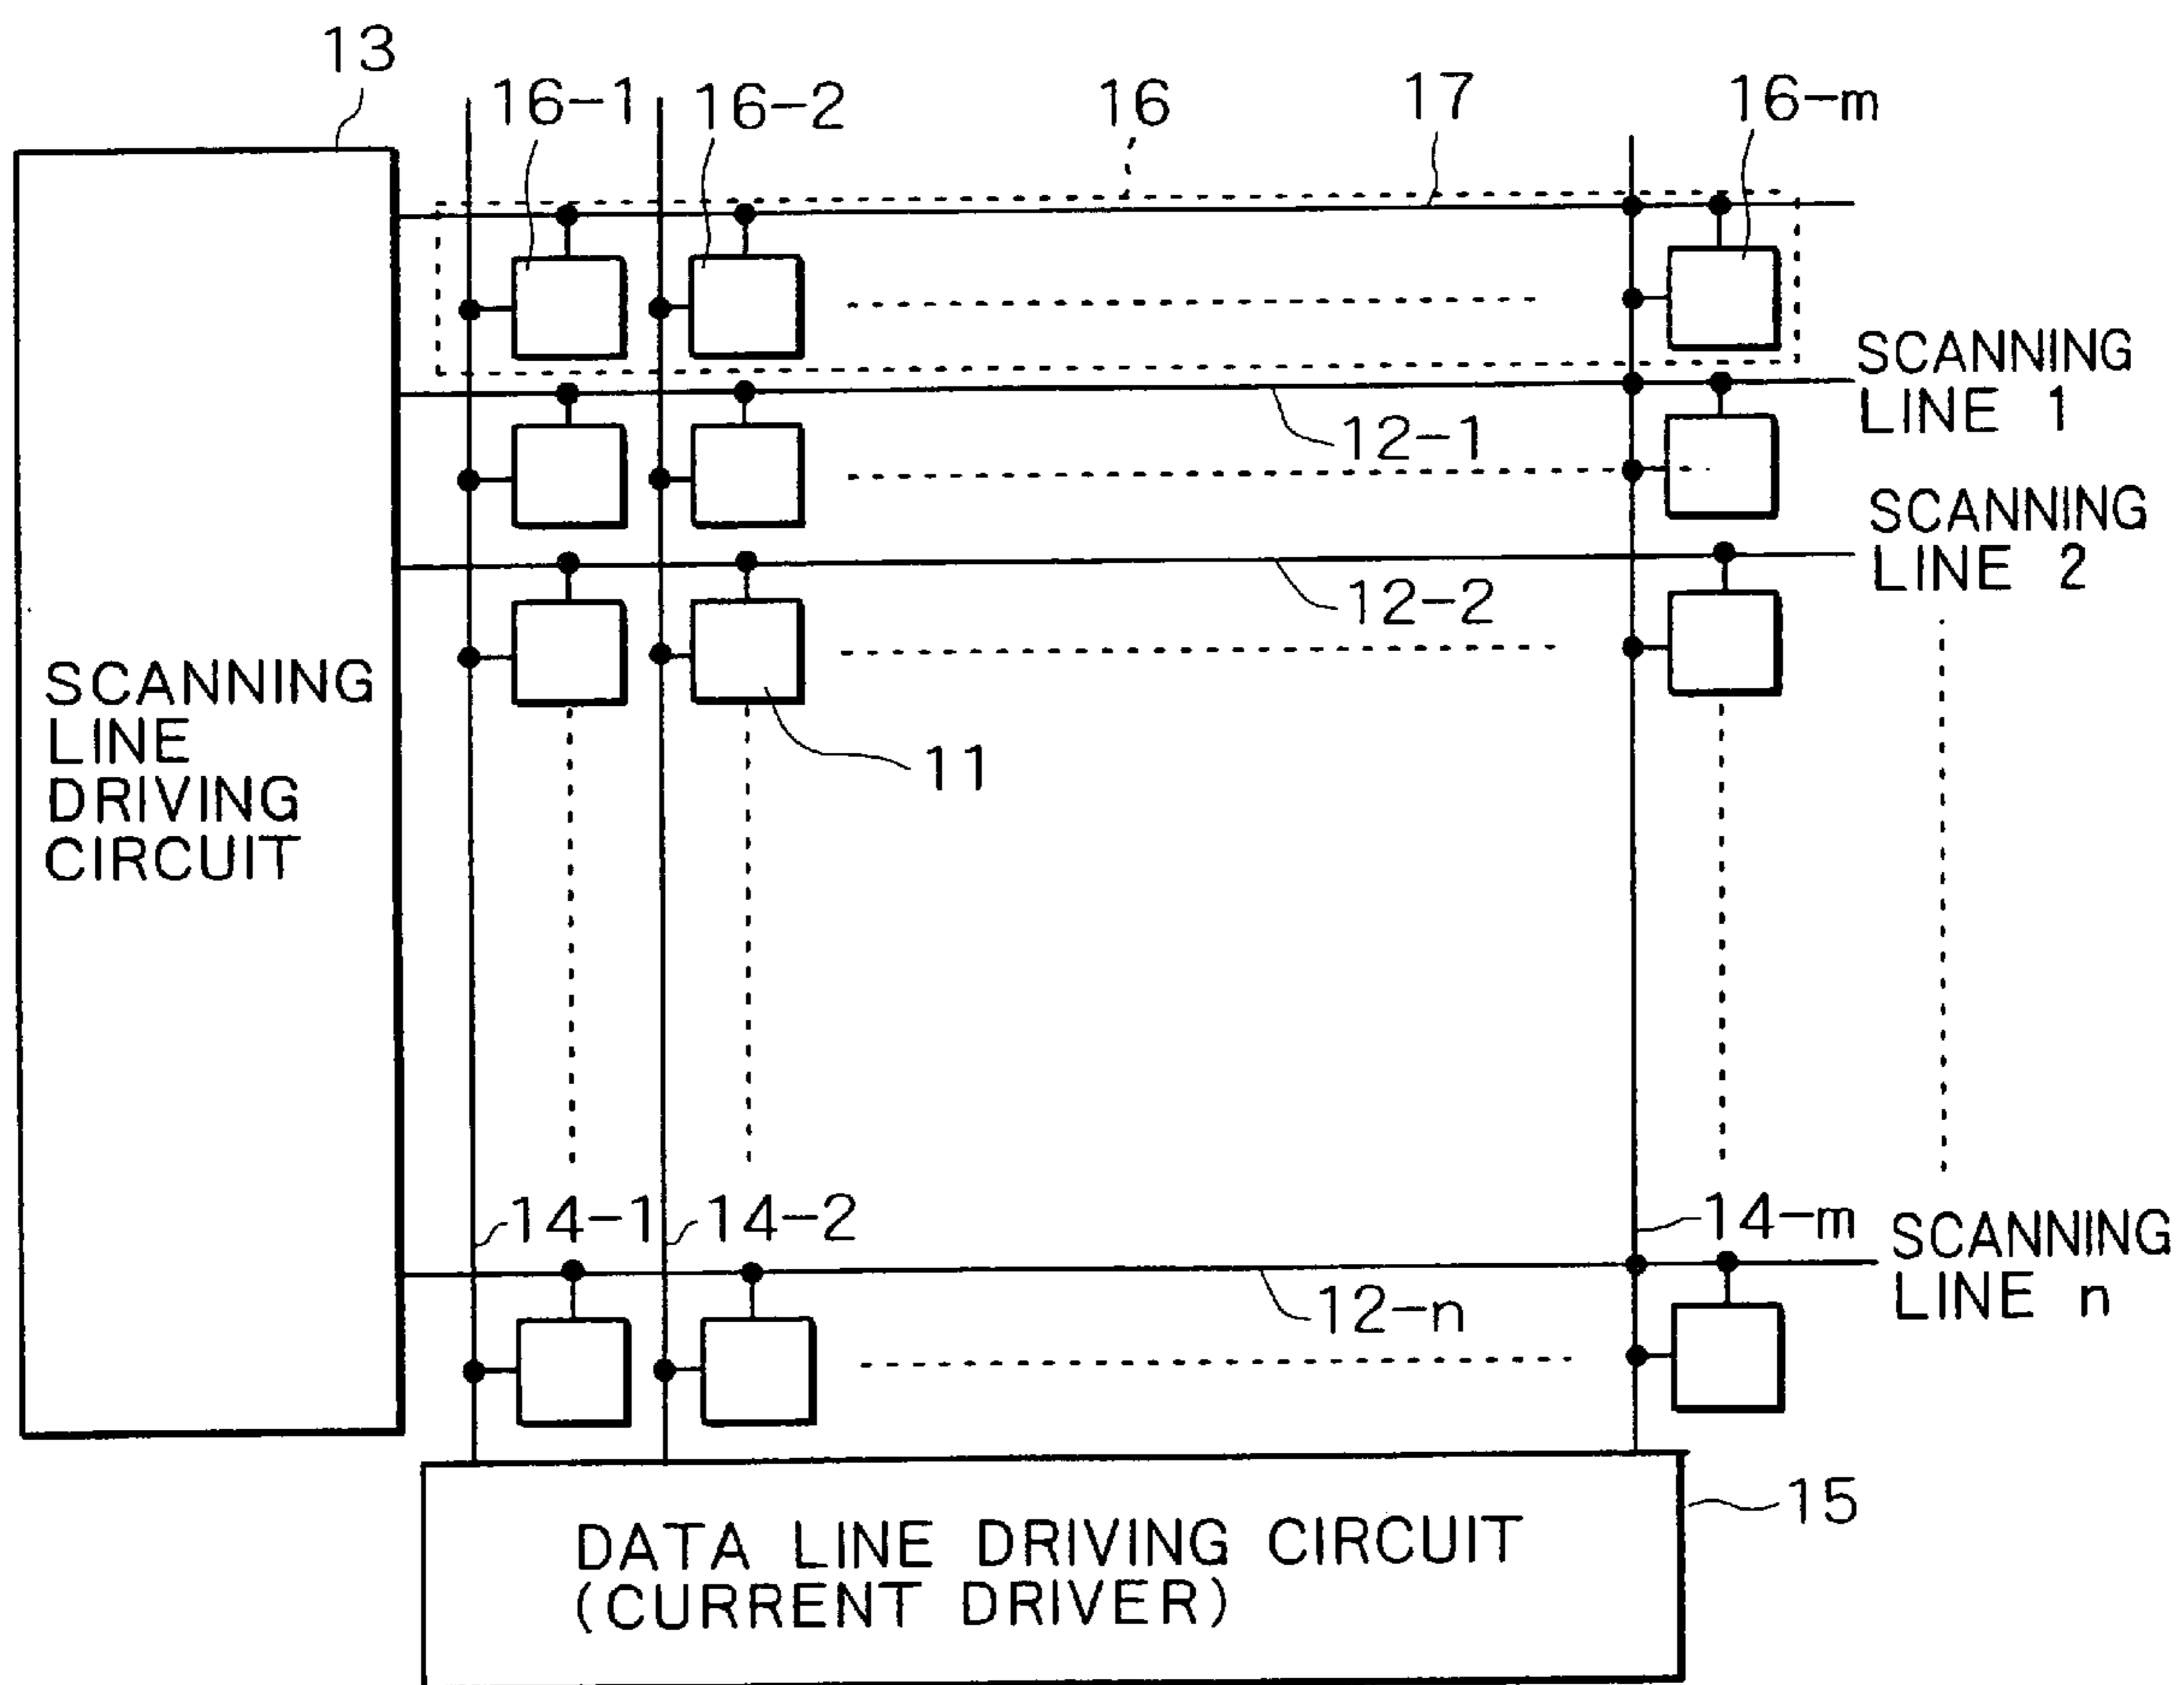 13
16-1
16-2
16
17
16-m
SCANNING
LINE 1
12-1
SCANNING
LINE 2
12-2
SCANNING
LINE
DRIVING
CIRCUIT
11
14-1
14-2
14-m
SCANNING
LINE n
12-n
15
DATA LINE DRIVING CIRCUIT
(CURRENT DRIVER)